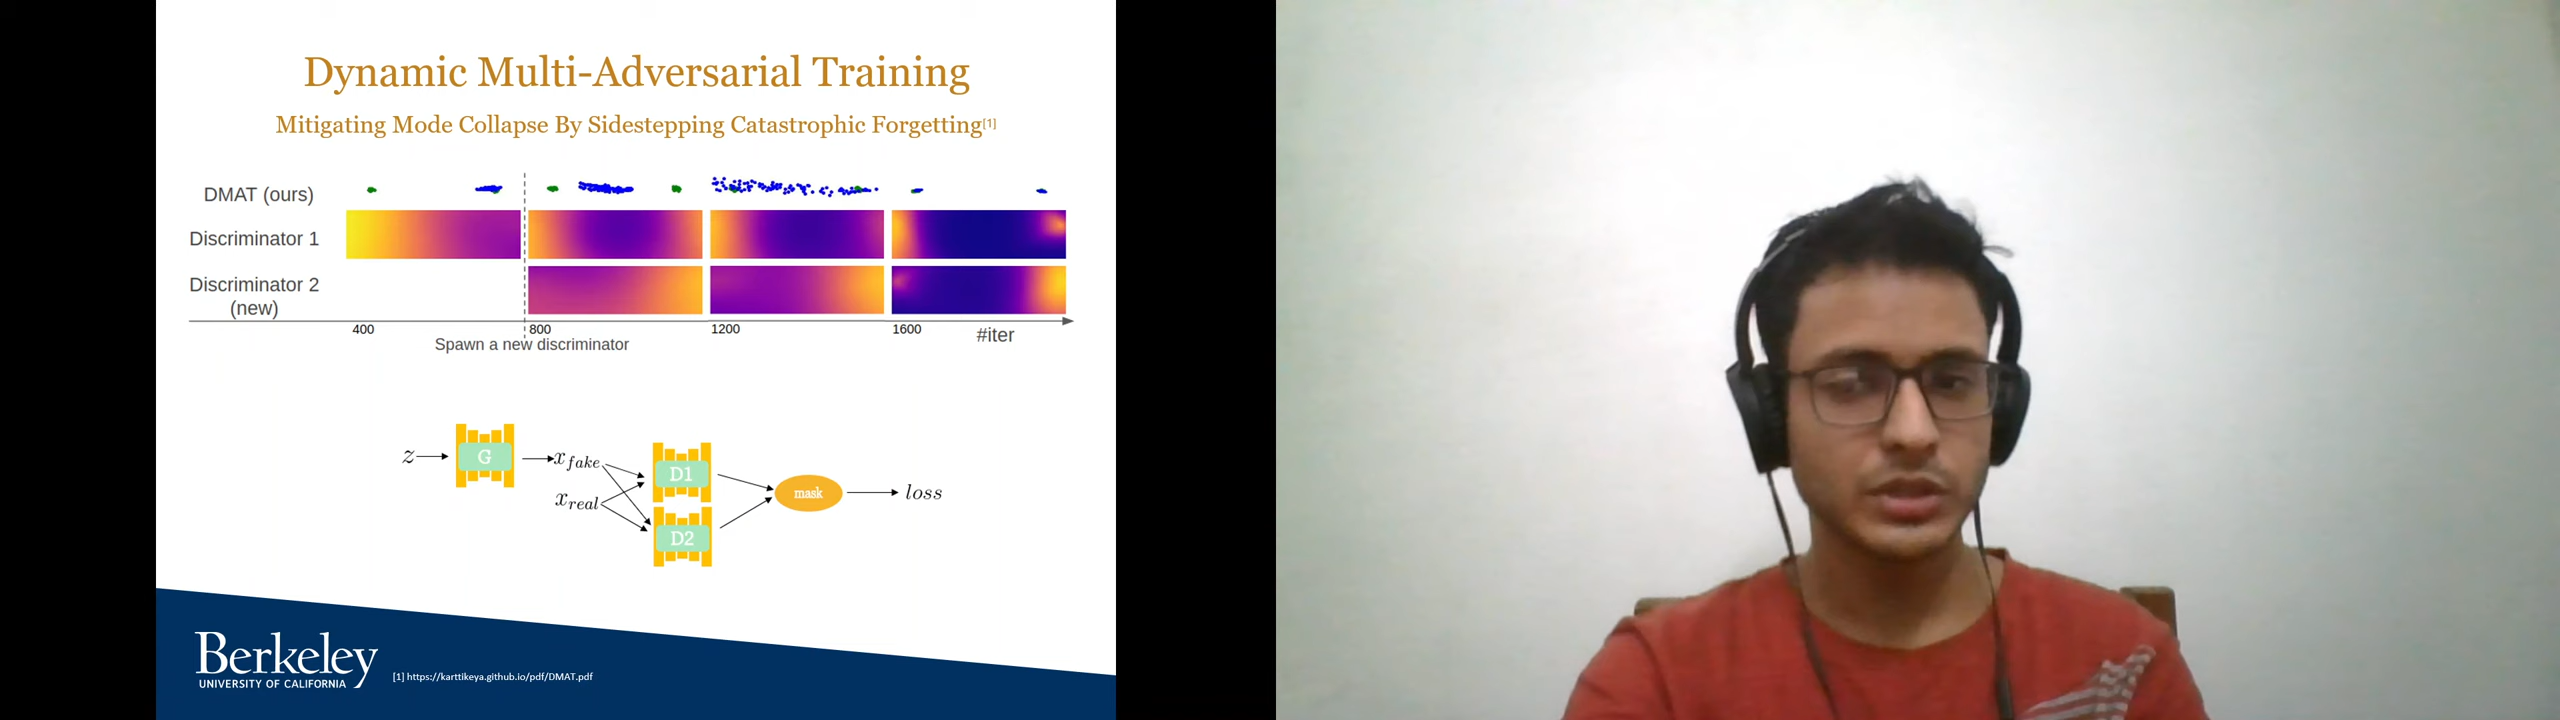 Dynamic Multi-Adversarial Training
Mitigating Mode Collapse By Sidestepping Catastrophic Forgetting[1]
DMAT (ours)
Discriminator 1
Discriminator 2
(new)
400 800 1200 1600 #iter
Spawn a new discriminator
z G x_fake x_real D1 D2 mask loss
Berkeley
UNIVERSITY OF CALIFORNIA
[1] https://karttikeya.github.io/pdf/DMAT.pdf